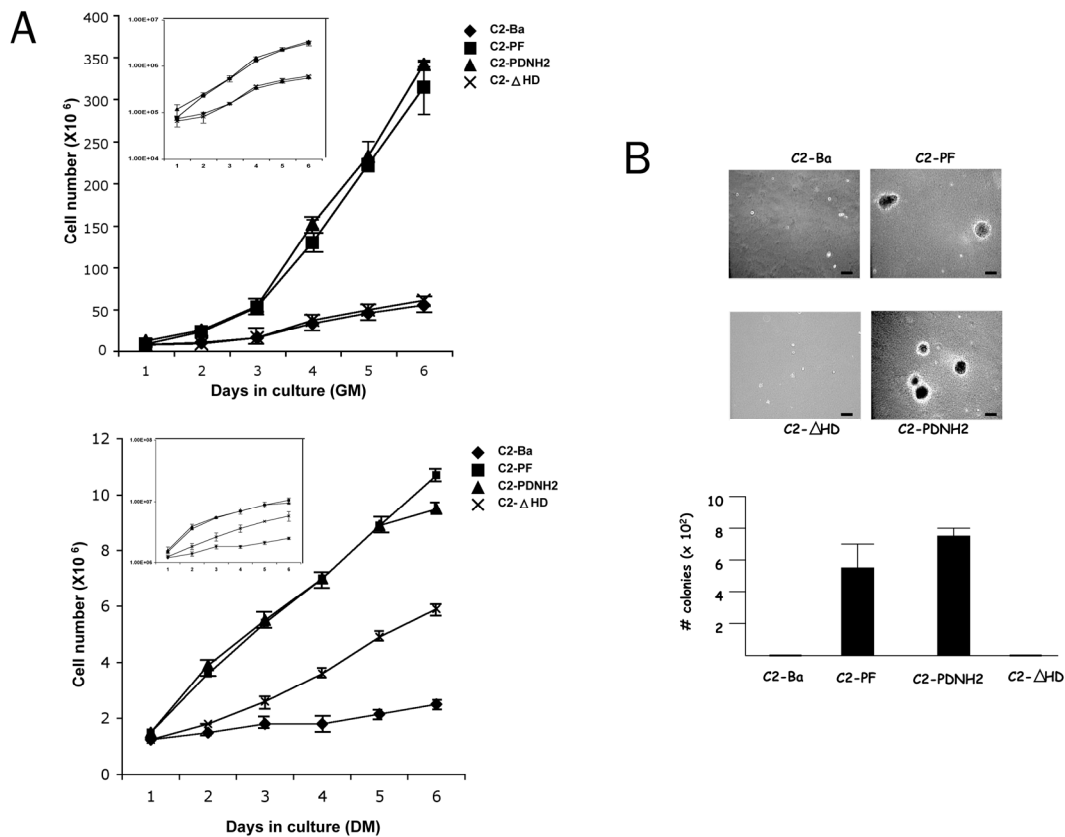 A
Cell number (X10 6)
400
350
300
250
200
150
100
50
0
1.00E+07
1.00E+06
1.00E+05
1.00E+04
1 2 3 4 5 6
C2-Ba
C2-PF
C2-PDNH2
C2-△HD
1 2 3 4 5 6
Days in culture (GM)
Cell number (X10 6)
12
10
8
6
4
2
0
1.00E+08
1.00E+07
1.00E+06
1 2 3 4 5 6
C2-Ba
C2-PF
C2-PDNH2
C2-△HD
1 2 3 4 5 6
Days in culture (DM)
B
C2-Ba C2-PF
C2-△HD C2-PDNH2
# colonies (x 10²)
10
8
6
4
2
C2-Ba C2-PF C2-PDNH2 C2-△HD